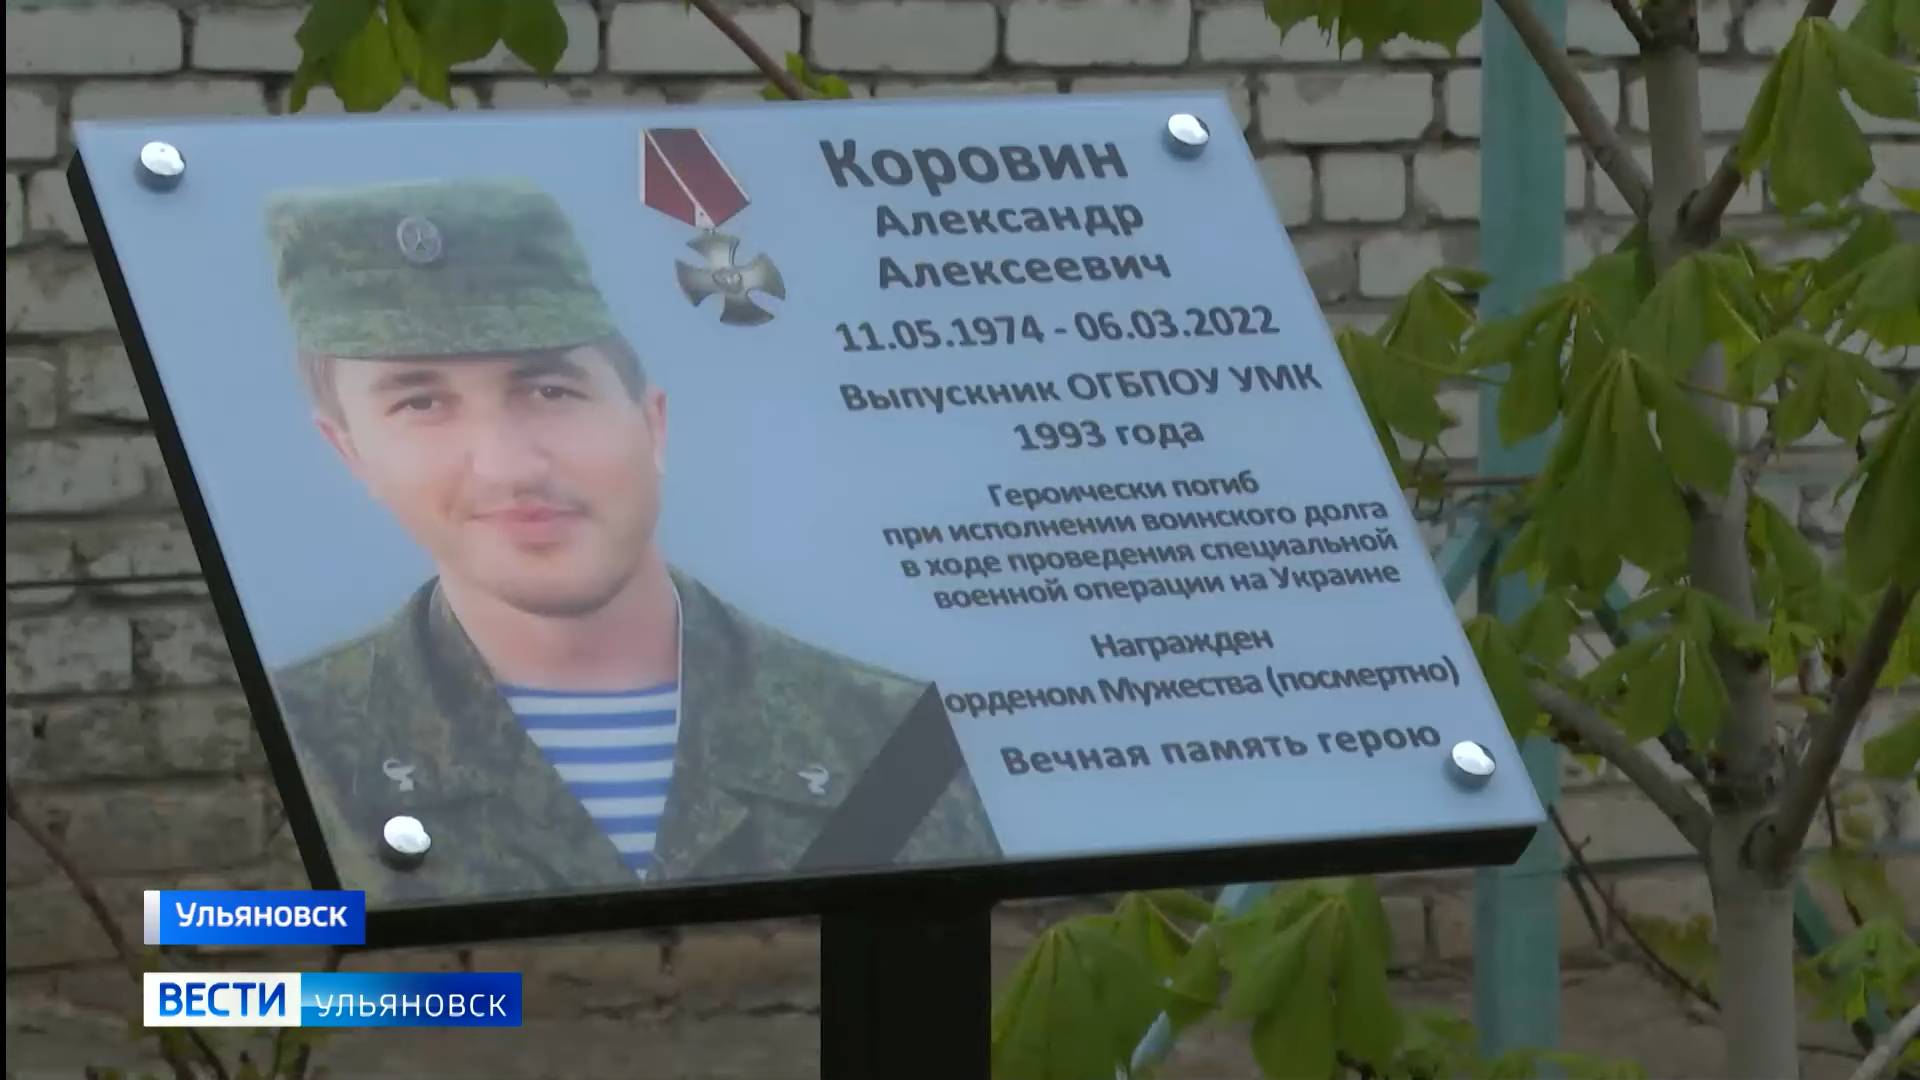 Коровин
Александр
Алексеевич
11.05.1974 - 06.03.2022
Выпускник ОГБПОУ УМК
1993 года
Героически погиб
при исполнении воинского долга
в ходе проведения специальной
военной операции на Украине
Награжден
орденом Мужества (посмертно)
Вечная память герою
Ульяновск
ВЕСТИ УЛЬЯНОВСК